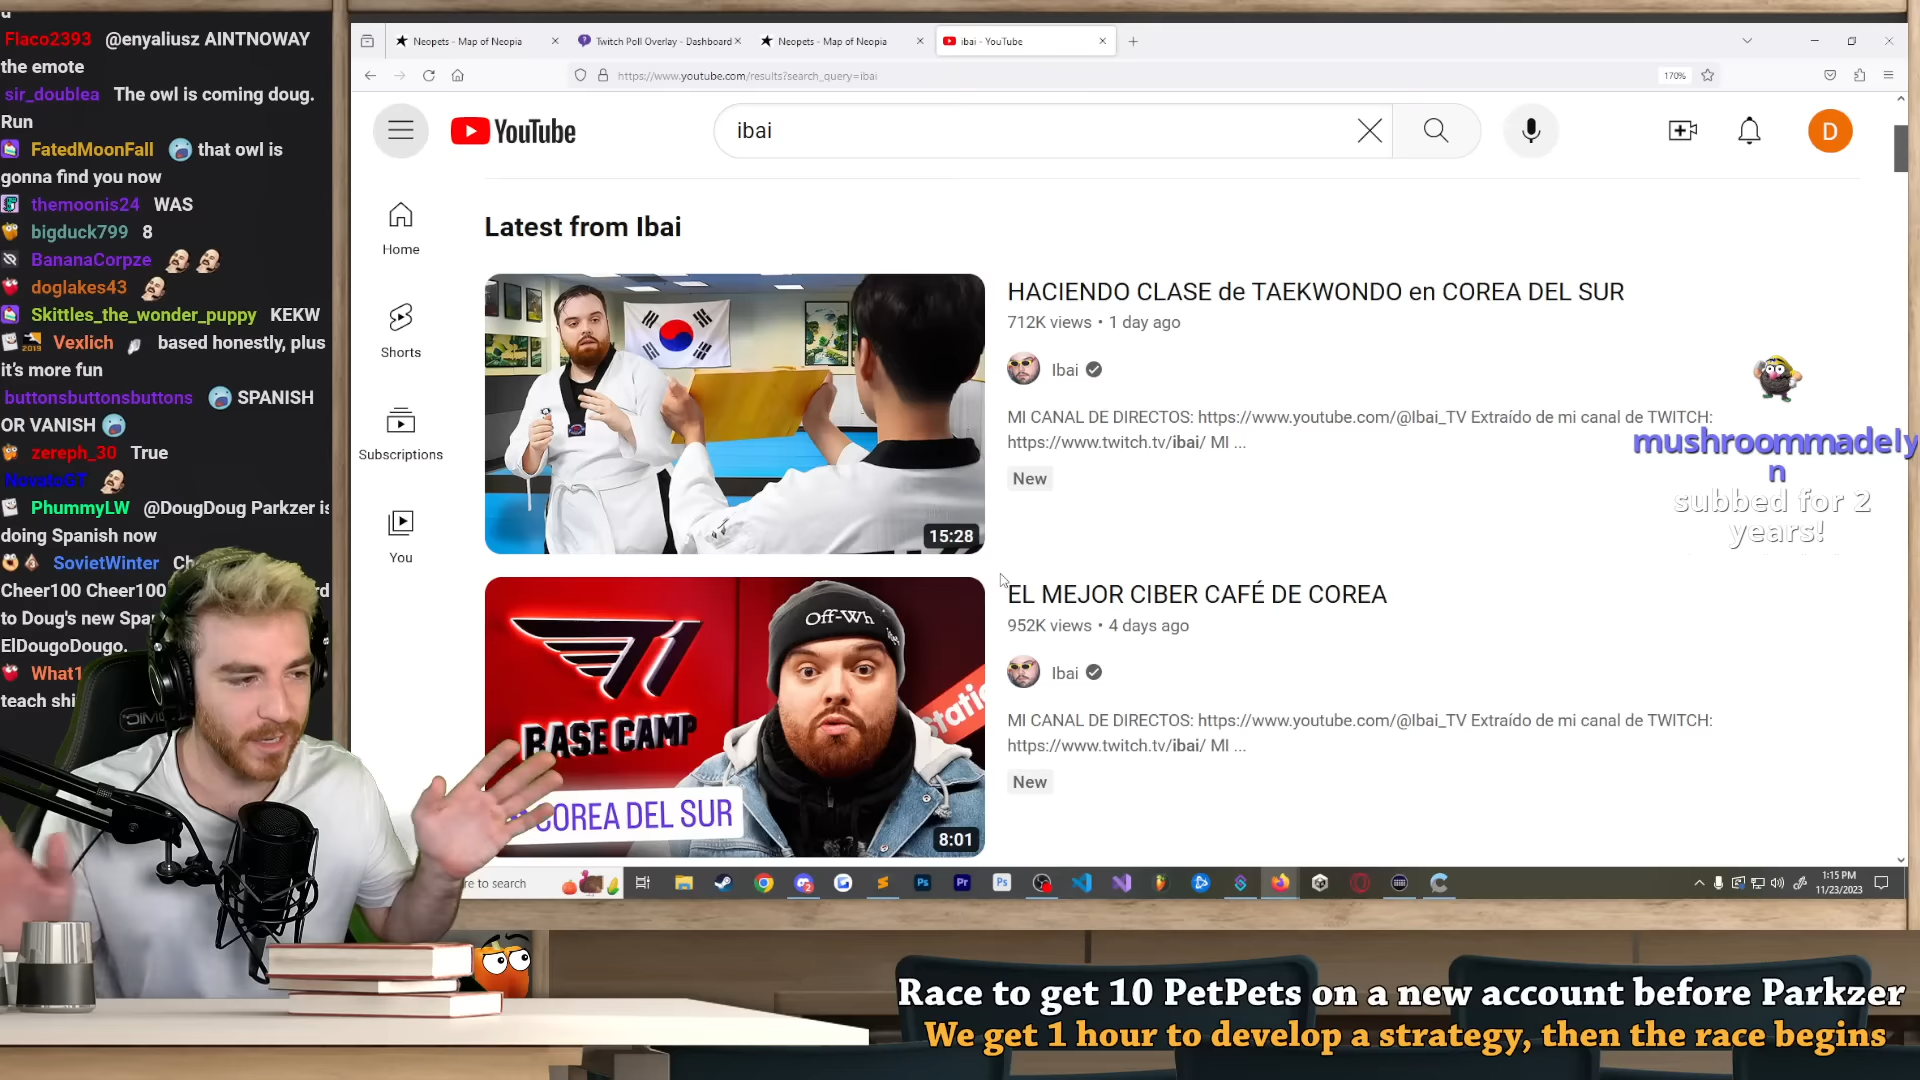 Flaco2393 @enyaliusz AINTNOWAY
the emote
sir_doublea The owl is coming doug.
Run
FatedMoonFall that owl is
gonna find you now
themoonis24 WAS
bigduck799 8
BananaCorpze
doglakes43
Skittles_the_wonder_puppy KEKW
2019 Vexlich based honestly, plus
it's more fun
buttonsbuttonsbuttons SPANISH
OR VANISH
zereph_30 True
NovatoGT
PhummyLW @DougDoug Parkzer is
doing Spanish now
SovietWinter
Cheer100 Cheer100
to Doug's new
ElDougoDougo.
teach
Neopets - Map of Neopia
Twitch Poll Overlay - Dashboard
Neopets - Map of Neopia
ibai - YouTube
https://www.youtube.com/results?search_query=ibai
170%
YouTube
ibai
D
Home
Shorts
Subscriptions
You
Latest from Ibai
HACIENDO CLASE de TAEKWONDO en COREA DEL SUR
712K views • 1 day ago
Ibai
MI CANAL DE DIRECTOS: https://www.youtube.com/@Ibai_TV Extraído de mi canal de TWITCH:
https://www.twitch.tv/ibai/ MI ...
New
15:28
mushroommadely
n
subbed for 2
years!
EL MEJOR CIBER CAFÉ DE COREA
952K views • 4 days ago
Ibai
MI CANAL DE DIRECTOS: https://www.youtube.com/@Ibai_TV Extraído de mi canal de TWITCH:
https://www.twitch.tv/ibai/ MI ...
New
Off-Wh
T1
BASE CAMP
COREA DEL SUR
8:01
to search
1:15 PM
11/23/2023
Race to get 10 PetPets on a new account before Parkzer
We get 1 hour to develop a strategy, then the race begins